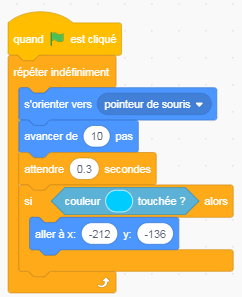 quand est cliqué
répéter indéfiniment
s'orienter vers pointeur de souris
avancer de 10 pas
attendre 0.3 secondes
si couleur touchée ? alors
aller à x: -212 y: -136